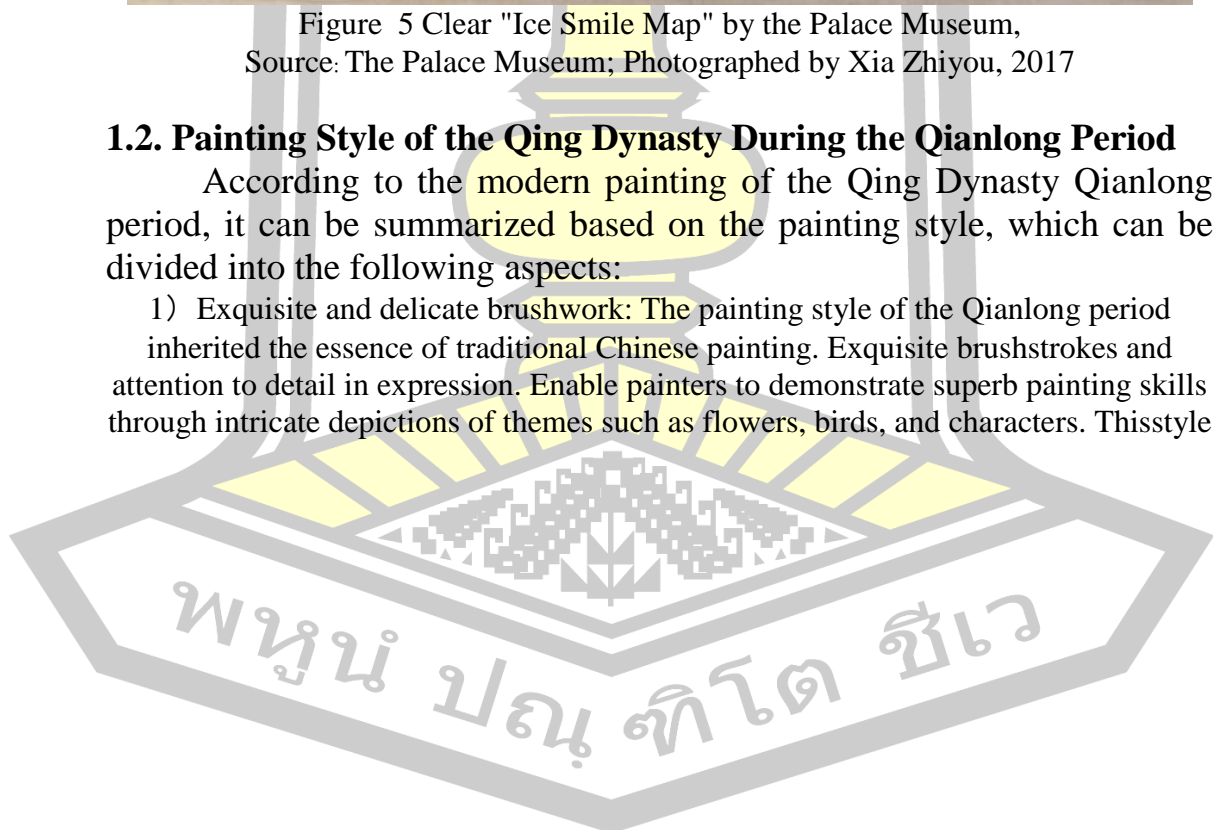 Figure 5 Clear "Ice Smile Map" by the Palace Museum,
Source: The Palace Museum; Photographed by Xia Zhiyou, 2017
1.2. Painting Style of the Qing Dynasty During the Qianlong Period
According to the modern painting of the Qing Dynasty Qianlong
period, it can be summarized based on the painting style, which can be
divided into the following aspects:
1）Exquisite and delicate brushwork: The painting style of the Qianlong period
inherited the essence of traditional Chinese painting. Exquisite brushstrokes and
attention to detail in expression. Enable painters to demonstrate superb painting skills
through intricate depictions of themes such as flowers, birds, and characters. Thisstyle
พหูนํ ปณฺฑิโต ชีเว